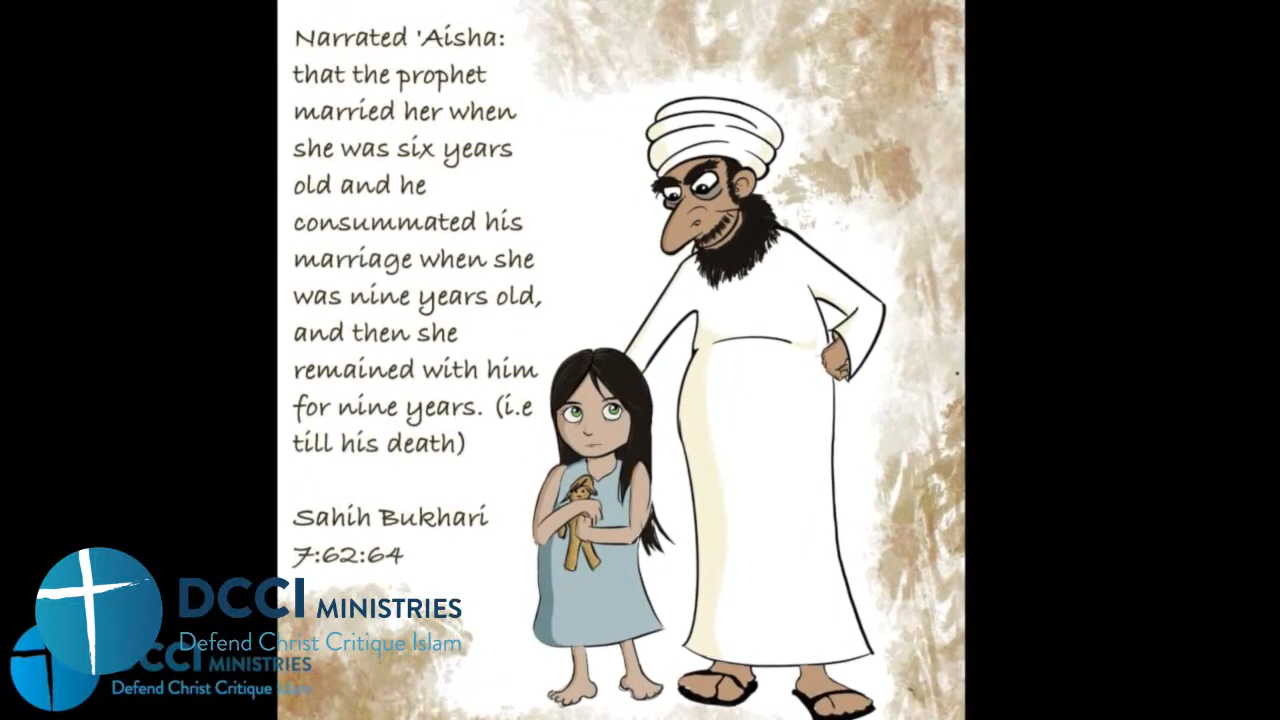 Narrated 'Aisha:
that the prophet
married her when
she was six years
old and he
consummated his
marriage when she
was nine years old,
and then she
remained with him
for nine years. (i.e
till his death)
Sahih Bukhari
7:62:64
DCCI MINISTRIES
Defend Christ Critique Islam
DCCI MINISTRIES
Defend Christ Critique Islam